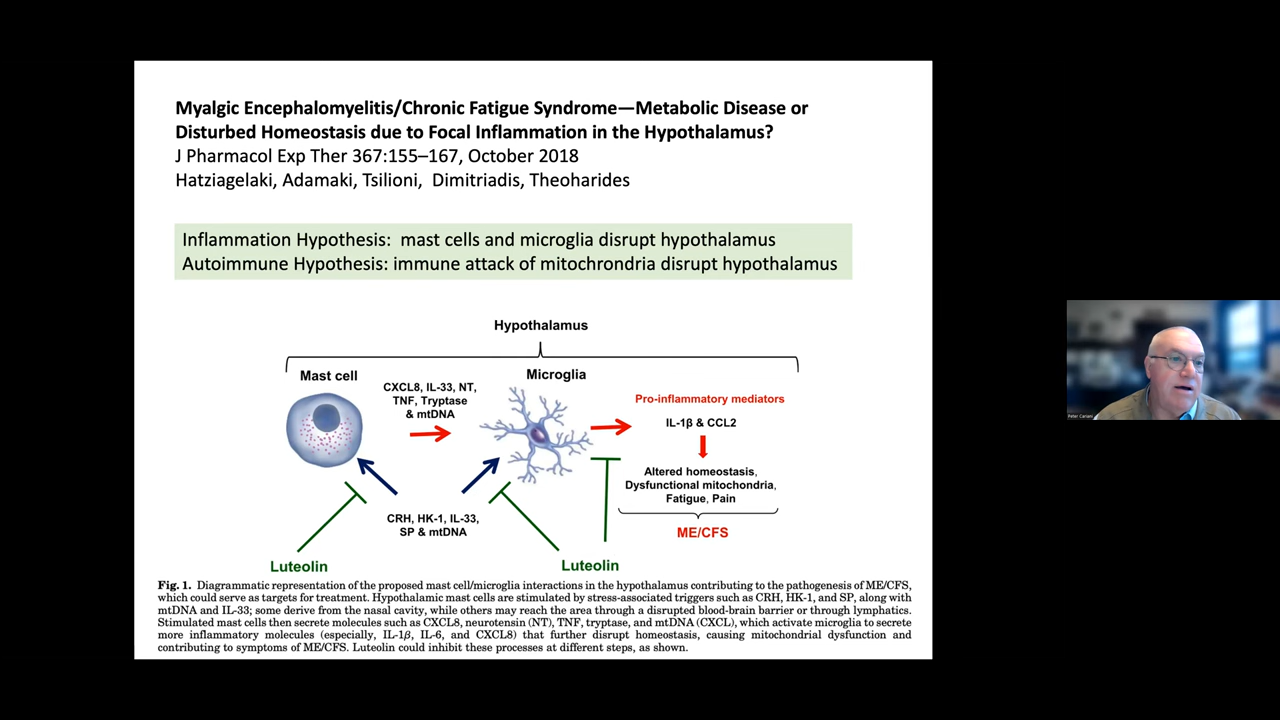 Myalgic Encephalomyelitis/Chronic Fatigue Syndrome—Metabolic Disease or
Disturbed Homeostasis due to Focal Inflammation in the Hypothalamus?
J Pharmacol Exp Ther 367:155–167, October 2018
Hatziagelaki, Adamaki, Tsilioni, Dimitriadis, Theoharides
Inflammation Hypothesis: mast cells and microglia disrupt hypothalamus
Autoimmune Hypothesis: immune attack of mitochrondria disrupt hypothalamus
Hypothalamus
Mast cell
CXCL8, IL-33, NT,
TNF, Tryptase
& mtDNA
Microglia
Pro-inflammatory mediators
IL-1β & CCL2
Altered homeostasis,
Dysfunctional mitochondria,
Fatigue, Pain
ME/CFS
CRH, HK-1, IL-33,
SP & mtDNA
Luteolin
Luteolin
Fig. 1. Diagrammatic representation of the proposed mast cell/microglia interactions in the hypothalamus contributing to the pathogenesis of ME/CFS,
which could serve as targets for treatment. Hypothalamic mast cells are stimulated by stress-associated triggers such as CRH, HK-1, and SP, along with
mtDNA and IL-33; some derive from the nasal cavity, while others may reach the area through a disrupted blood-brain barrier or through lymphatics.
Stimulated mast cells then secrete molecules such as CXCL8, neurotensin (NT), TNF, tryptase, and mtDNA (CXCL), which activate microglia to secrete
more inflammatory molecules (especially, IL-1β, IL-6, and CXCL8) that further disrupt homeostasis, causing mitochondrial dysfunction and
contributing to symptoms of ME/CFS. Luteolin could inhibit these processes at different steps, as shown.
Peter Cariani